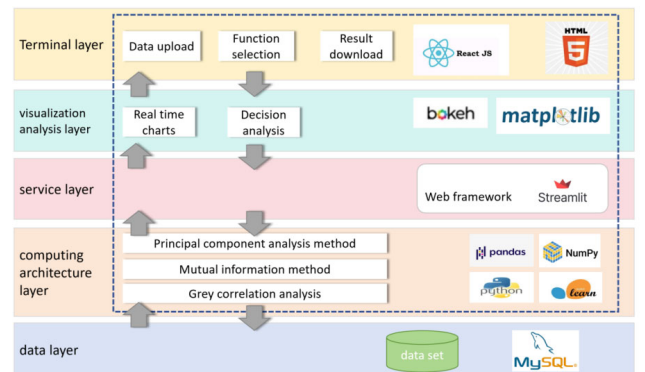 Terminal layer
Data upload
Function
selection
Result
download
React JS
HTML
5
visualization
analysis layer
Real time
charts
Decision
analysis
bokeh
matplotlib
service layer
Web framework
Streamlit
computing
architecture
layer
Principal component analysis method
Mutual information method
Grey correlation analysis
pandas
NumPy
python
learn
data layer
data set
MySQL